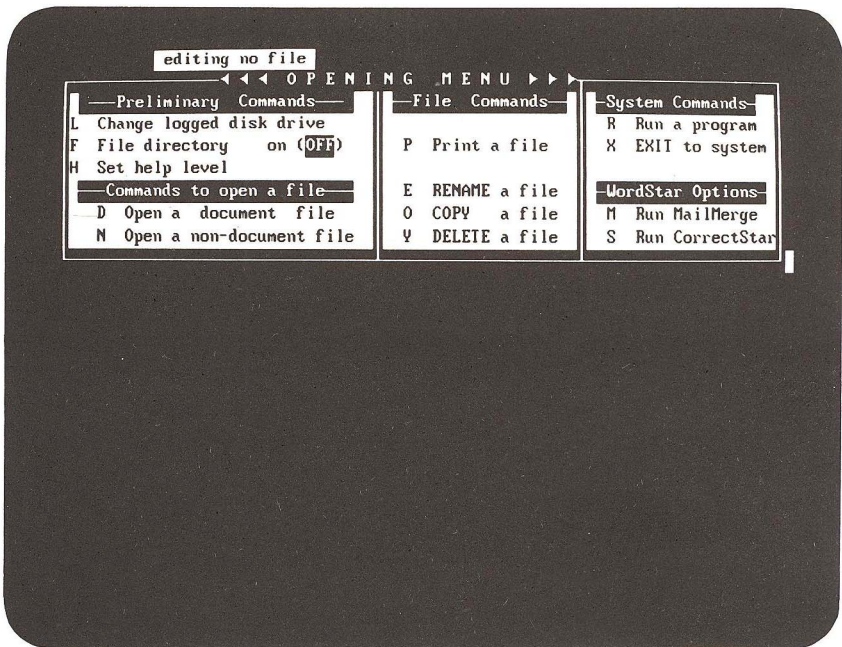 editing no file
◄ ◄ ◄ O P E N I N G M E N U ► ► ►
Preliminary Commands
L Change logged disk drive
F File directory on (OFF)
H Set help level
Commands to open a file
D Open a document file
N Open a non-document file
File Commands
P Print a file
E RENAME a file
O COPY a file
Y DELETE a file
System Commands
R Run a program
X EXIT to system
WordStar Options
M Run MailMerge
S Run CorrectStar